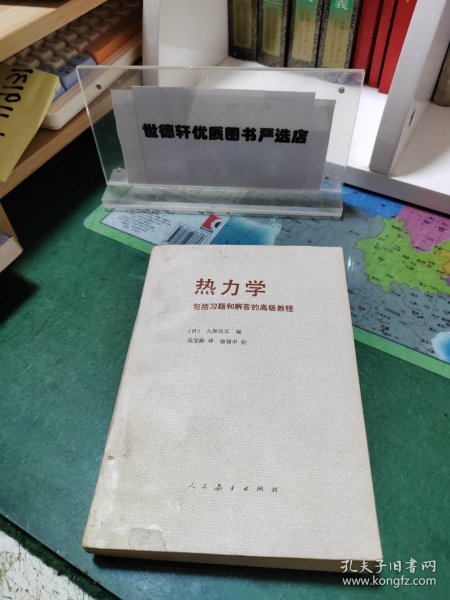 世德轩优质图书严选店
热力学
包括习题和解答的高级教程
〔日〕 久保亮五 编
吴宝路 译 徐锡申 校
人民教育出版社
孔夫子旧书网
www.kongfz.com